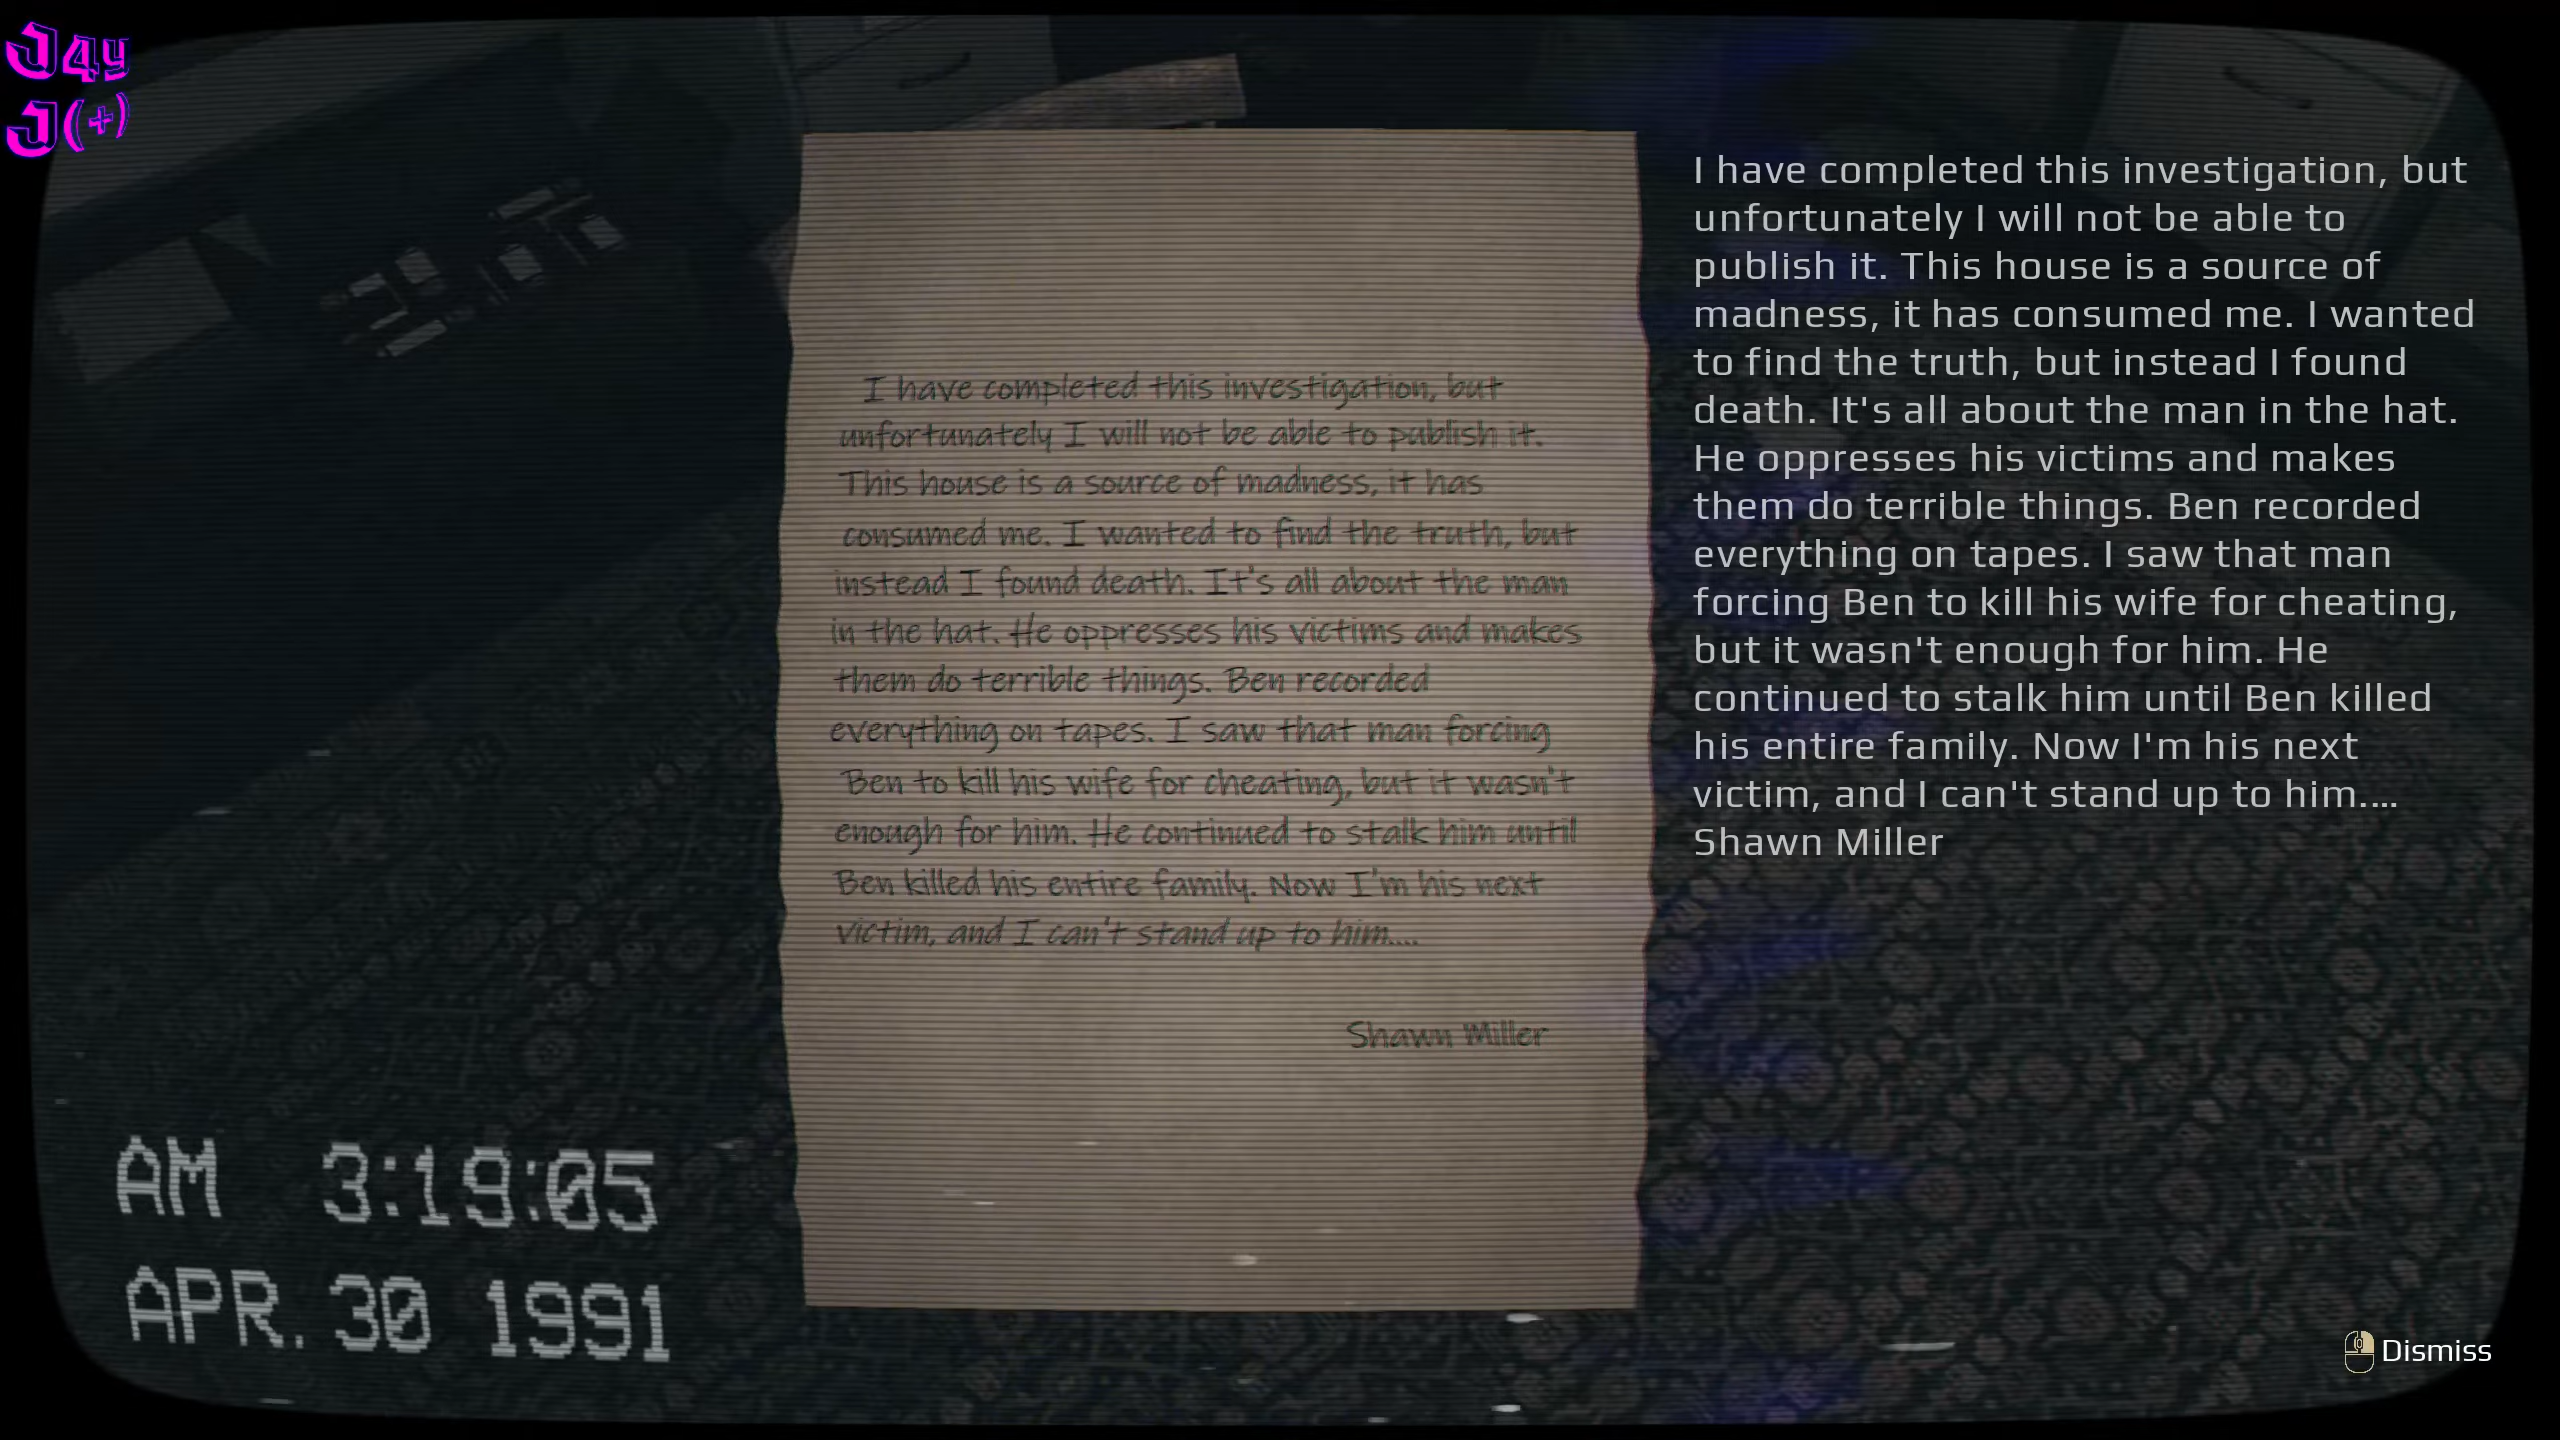 J4y
J(+)
I have completed this investigation, but
unfortunately I will not be able to publish it.
This house is a source of madness, it has
consumed me. I wanted to find the truth, but
instead I found death. It's all about the man
in the hat. He oppresses his victims and makes
them do terrible things. Ben recorded
everything on tapes. I saw that man forcing
Ben to kill his wife for cheating, but it wasn't
enough for him. He continued to stalk him until
Ben killed his entire family. Now I'm his next
victim, and I can't stand up to him....
Shawn Miller
I have completed this investigation, but
unfortunately I will not be able to
publish it. This house is a source of
madness, it has consumed me. I wanted
to find the truth, but instead I found
death. It's all about the man in the hat.
He oppresses his victims and makes
them do terrible things. Ben recorded
everything on tapes. I saw that man
forcing Ben to kill his wife for cheating,
but it wasn't enough for him. He
continued to stalk him until Ben killed
his entire family. Now I'm his next
victim, and I can't stand up to him....
Shawn Miller
AM 3:19:05
APR. 30 1991
Dismiss